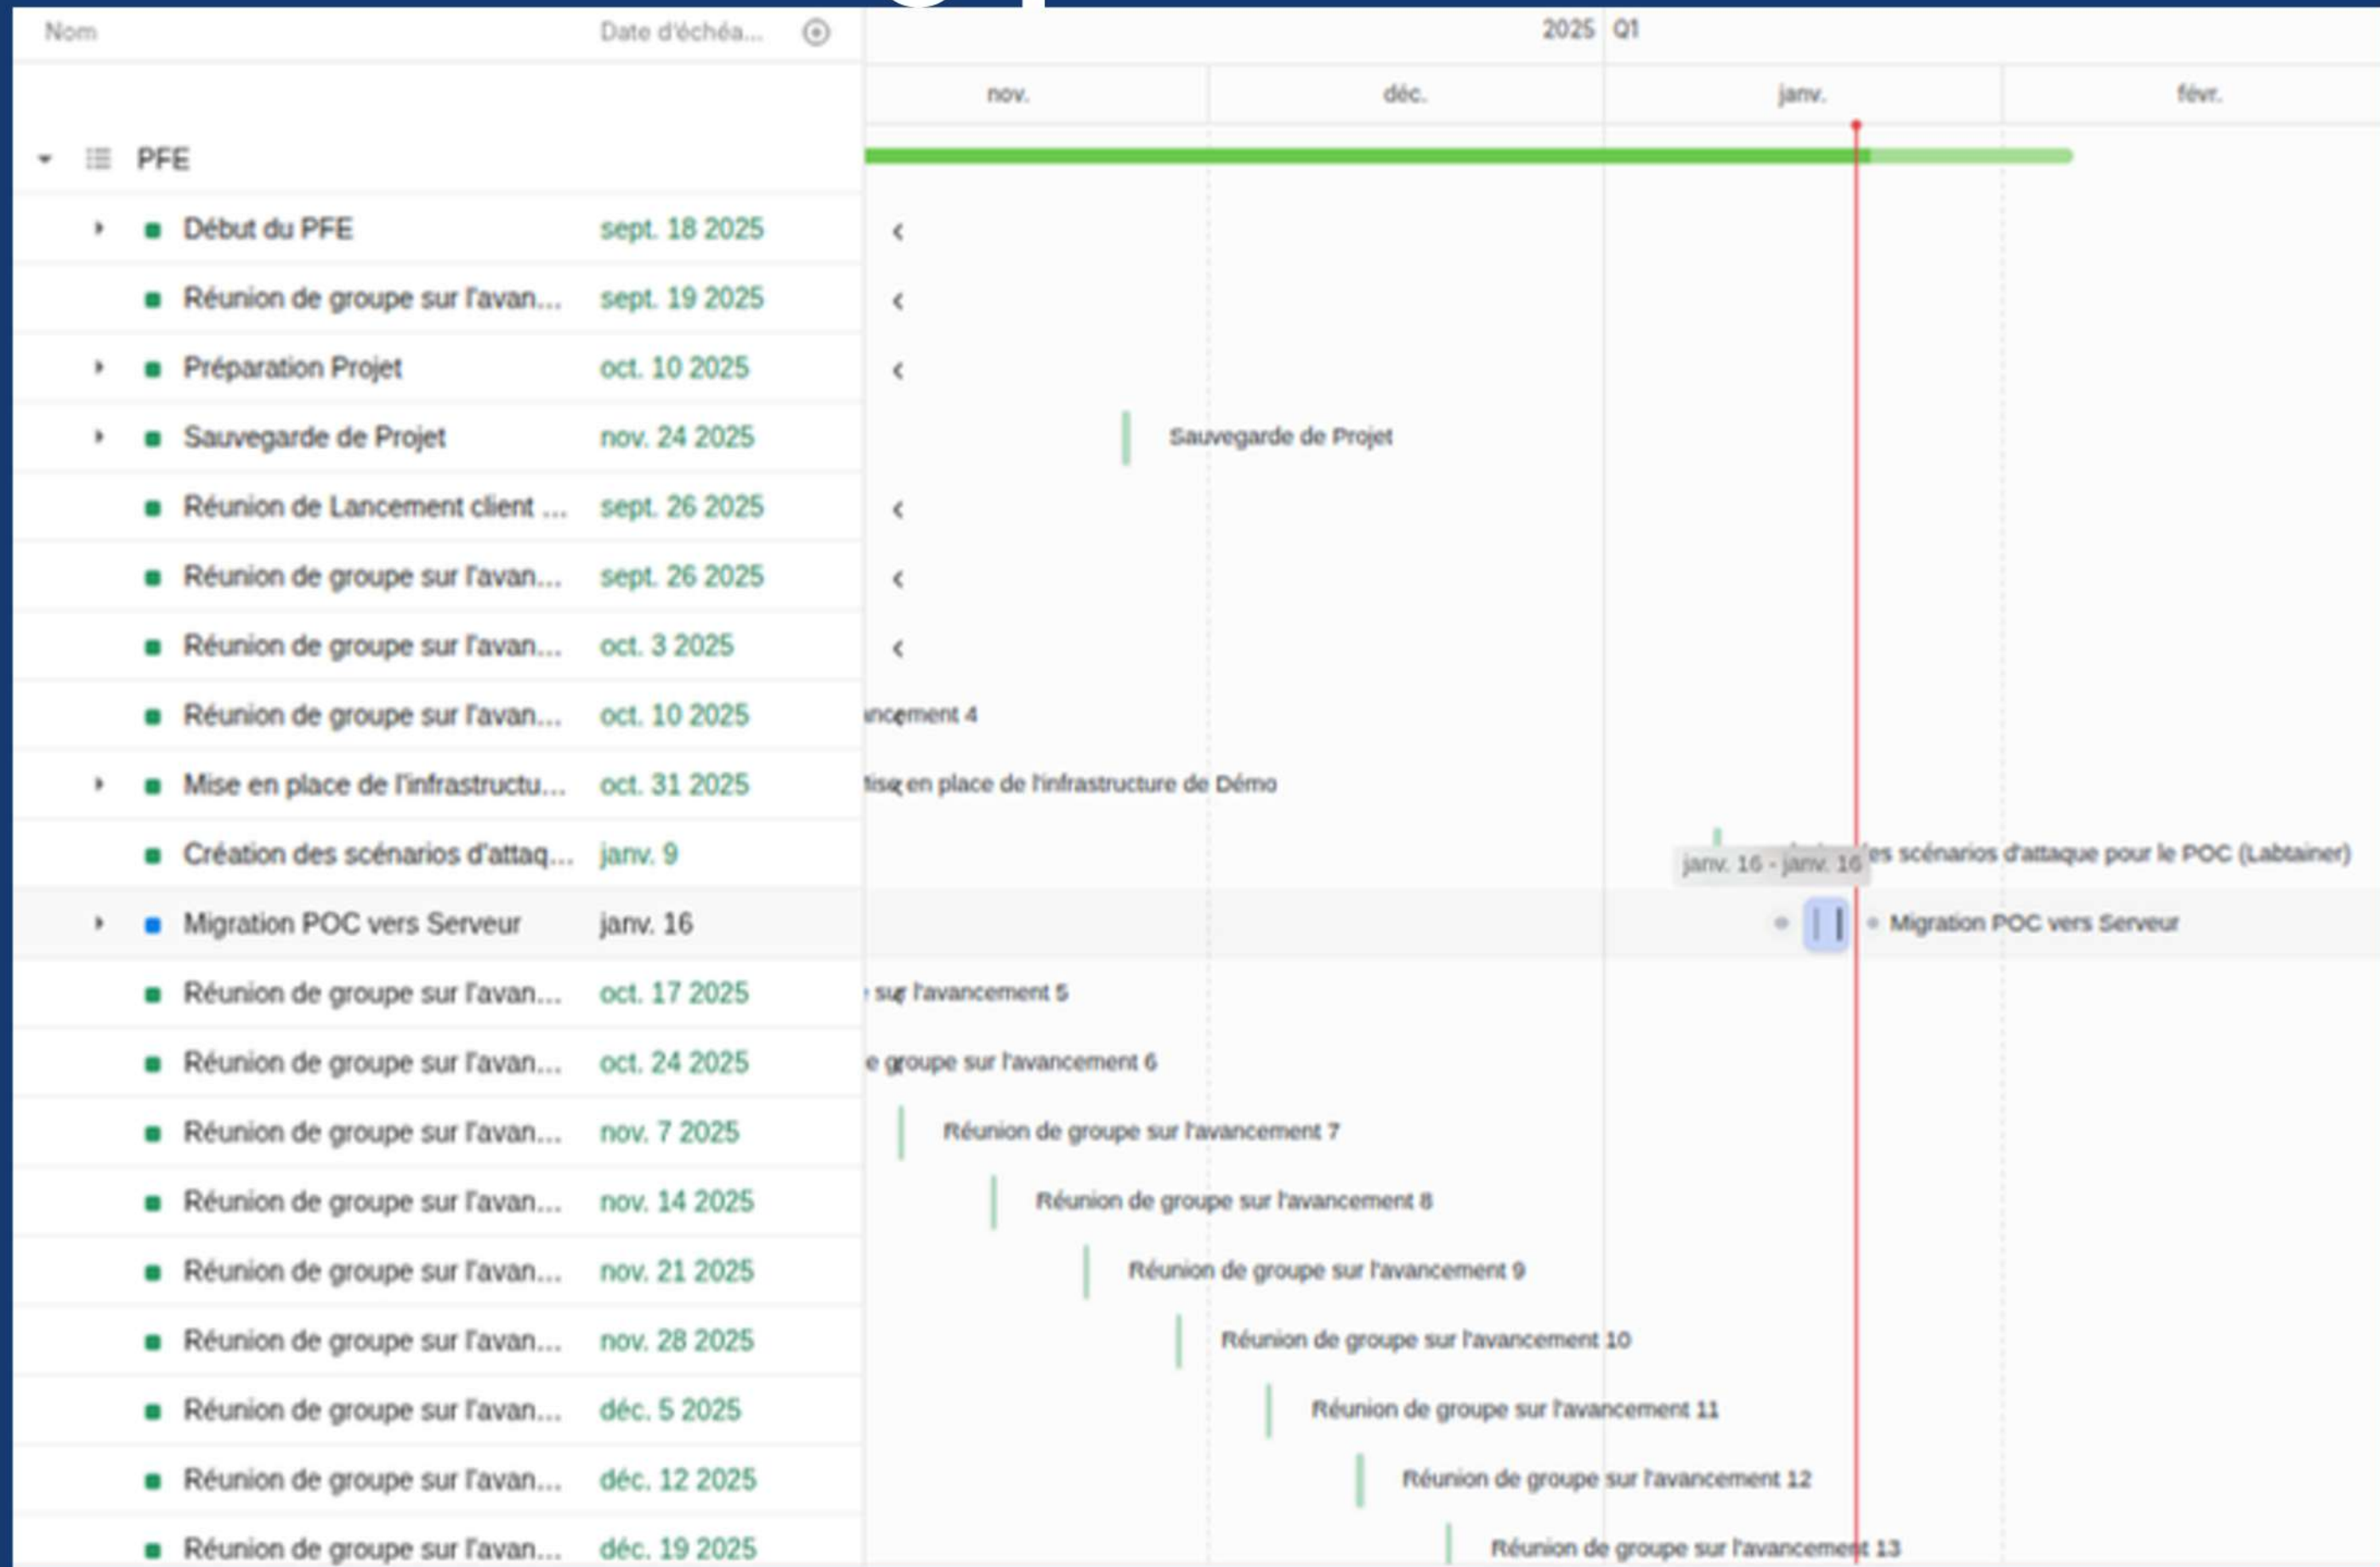 Nom Date d'échéa... 2025 Q1
nov. déc. janv. févr.
PFE
Début du PFE sept. 18 2025
Réunion de groupe sur l'avan... sept. 19 2025
Préparation Projet oct. 10 2025
Sauvegarde de Projet nov. 24 2025 Sauvegarde de Projet
Réunion de Lancement client ... sept. 26 2025
Réunion de groupe sur l'avan... sept. 26 2025
Réunion de groupe sur l'avan... oct. 3 2025
Réunion de groupe sur l'avan... oct. 10 2025 ancement 4
Mise en place de l'infrastructu... oct. 31 2025 Mise en place de l'infrastructure de Démo
Création des scénarios d'attaq... janv. 9 es scénarios d'attaque pour le POC (Labtainer)
janv. 16 - janv. 16
Migration POC vers Serveur janv. 16 Migration POC vers Serveur
Réunion de groupe sur l'avan... oct. 17 2025 e sur l'avancement 5
Réunion de groupe sur l'avan... oct. 24 2025 e groupe sur l'avancement 6
Réunion de groupe sur l'avan... nov. 7 2025 Réunion de groupe sur l'avancement 7
Réunion de groupe sur l'avan... nov. 14 2025 Réunion de groupe sur l'avancement 8
Réunion de groupe sur l'avan... nov. 21 2025 Réunion de groupe sur l'avancement 9
Réunion de groupe sur l'avan... nov. 28 2025 Réunion de groupe sur l'avancement 10
Réunion de groupe sur l'avan... déc. 5 2025 Réunion de groupe sur l'avancement 11
Réunion de groupe sur l'avan... déc. 12 2025 Réunion de groupe sur l'avancement 12
Réunion de groupe sur l'avan... déc. 19 2025 Réunion de groupe sur l'avancement 13